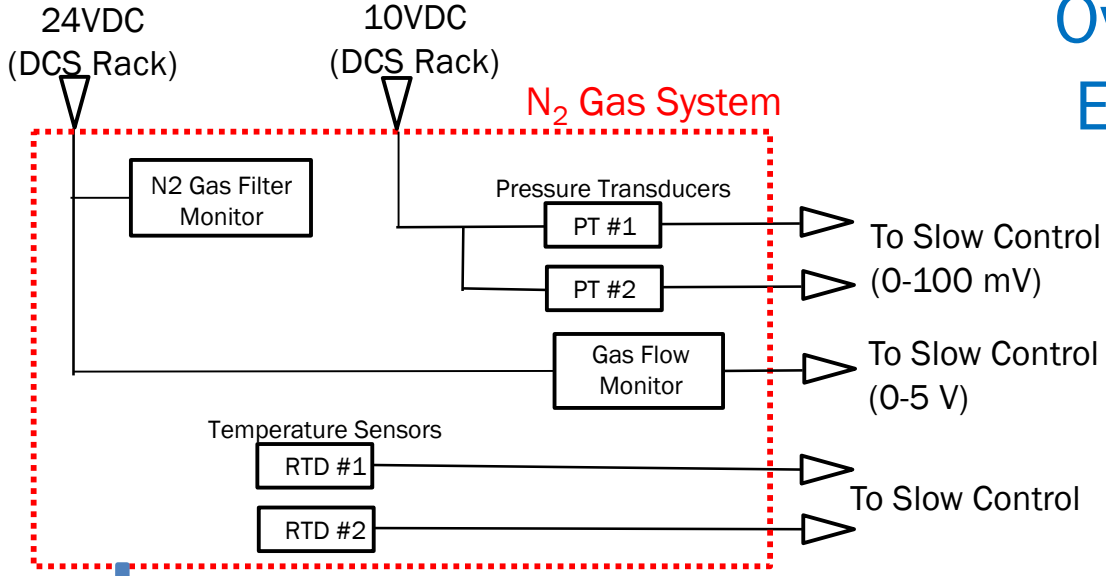 24VDC
(DCS Rack)
10VDC
(DCS Rack)
N₂ Gas System
N2 Gas Filter
Monitor
Pressure Transducers
PT #1
PT #2
To Slow Control
(0-100 mV)
Gas Flow
Monitor
To Slow Control
(0-5 V)
Temperature Sensors
RTD #1
RTD #2
To Slow Control